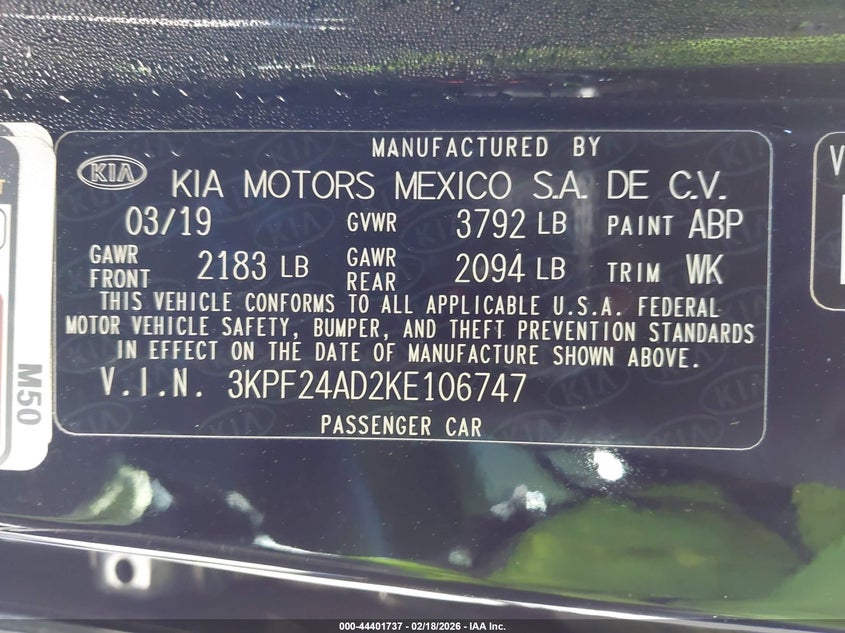 MANUFACTURED BY
KIA KIA MOTORS MEXICO S.A. DE C.V.
03/19 GVWR 3792 LB PAINT ABP
GAWR FRONT 2183 LB GAWR REAR 2094 LB TRIM WK
THIS VEHICLE CONFORMS TO ALL APPLICABLE U.S.A. FEDERAL
MOTOR VEHICLE SAFETY, BUMPER, AND THEFT PREVENTION STANDARDS
IN EFFECT ON THE DATE OF MANUFACTURE SHOWN ABOVE.
V.I.N. 3KPF24AD2KE106747
PASSENGER CAR
M50
000-44401737 - 02/18/2026 - IAA Inc.